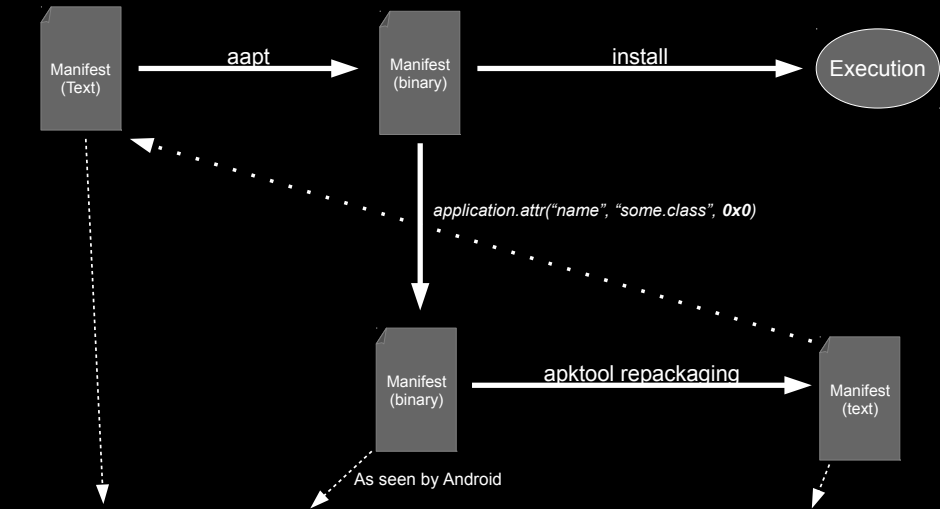 Manifest
(Text)
aapt
Manifest
(binary)
install
Execution
application.attr(“name”, “some.class”, 0x0)
Manifest
(binary)
apktool repackaging
Manifest
(text)
As seen by Android